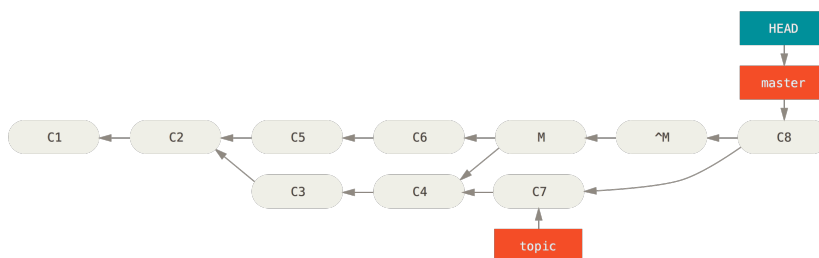 HEAD
master
C1 C2 C5 C6 M ^M C8
C3 C4 C7
topic